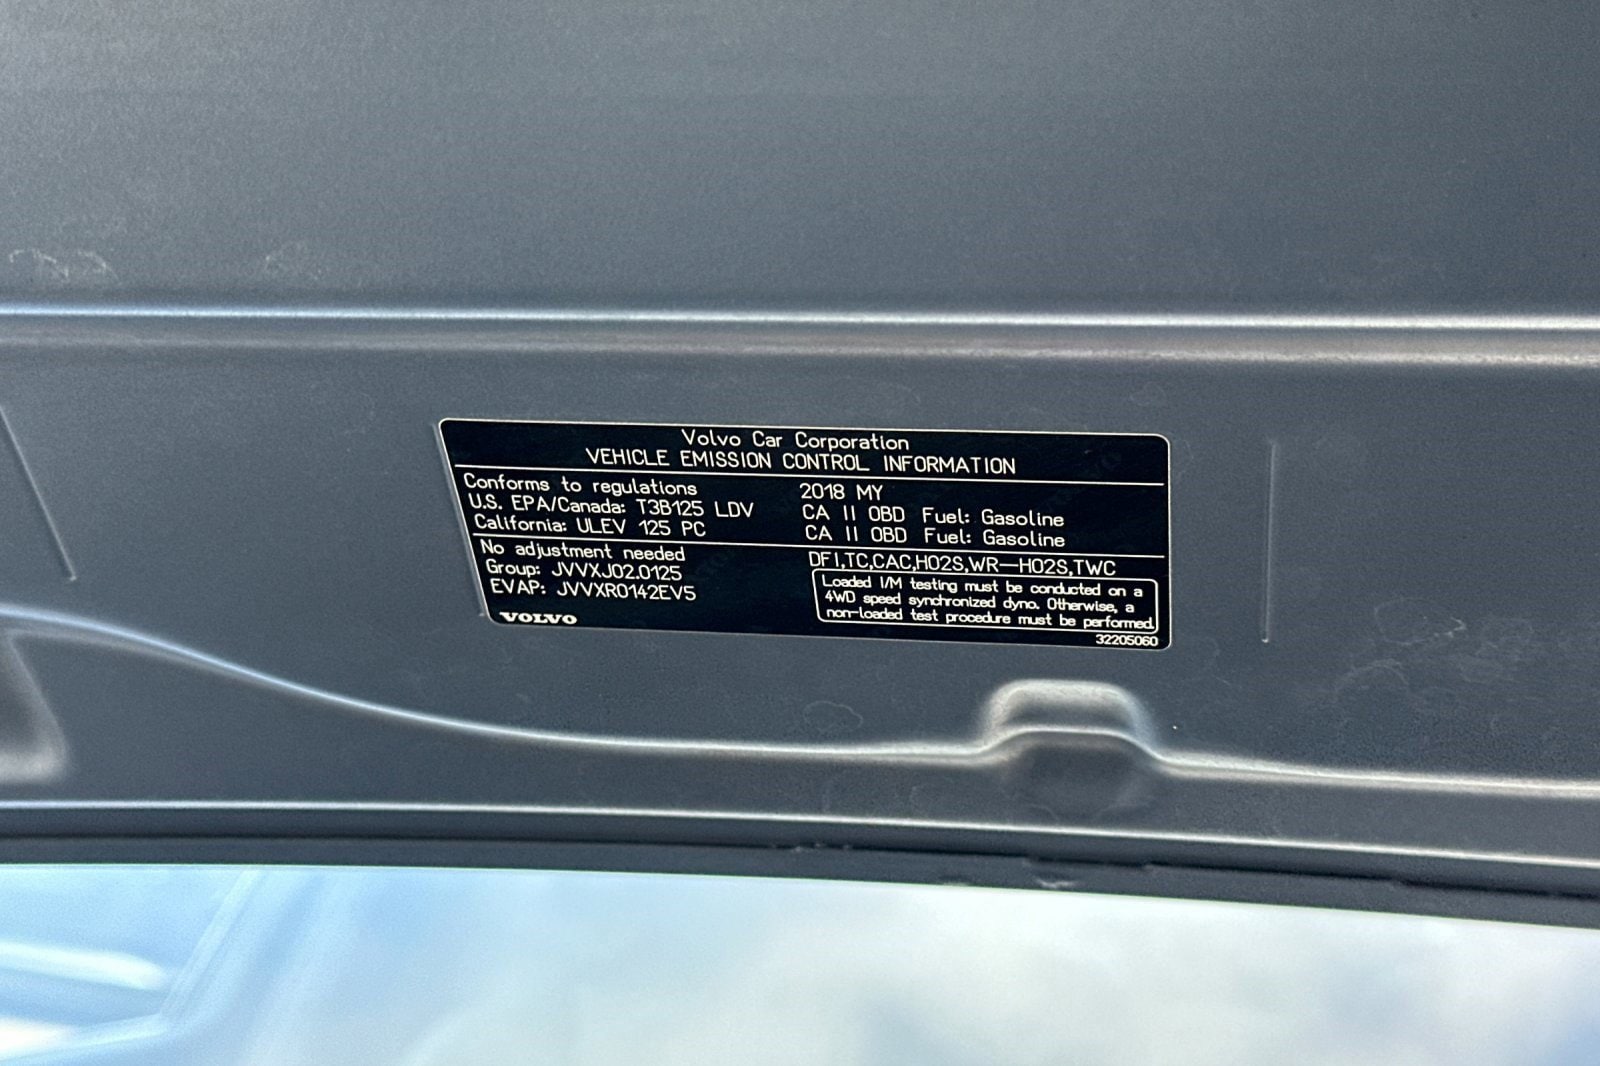 Volvo Car Corporation
VEHICLE EMISSION CONTROL INFORMATION
Conforms to regulations 2018 MY
U.S. EPA/Canada: T3B125 LDV CA II OBD Fuel: Gasoline
California: ULEV 125 PC CA II OBD Fuel: Gasoline
No adjustment needed
Group: JVVXJ02.0125
EVAP: JVVXR0142EV5
VOLVO
DFI,TC,CAC,HO2S,WR-HO2S,TWC
Loaded I/M testing must be conducted on a
4WD speed synchronized dyno. Otherwise, a
non-loaded test procedure must be performed.
32205060